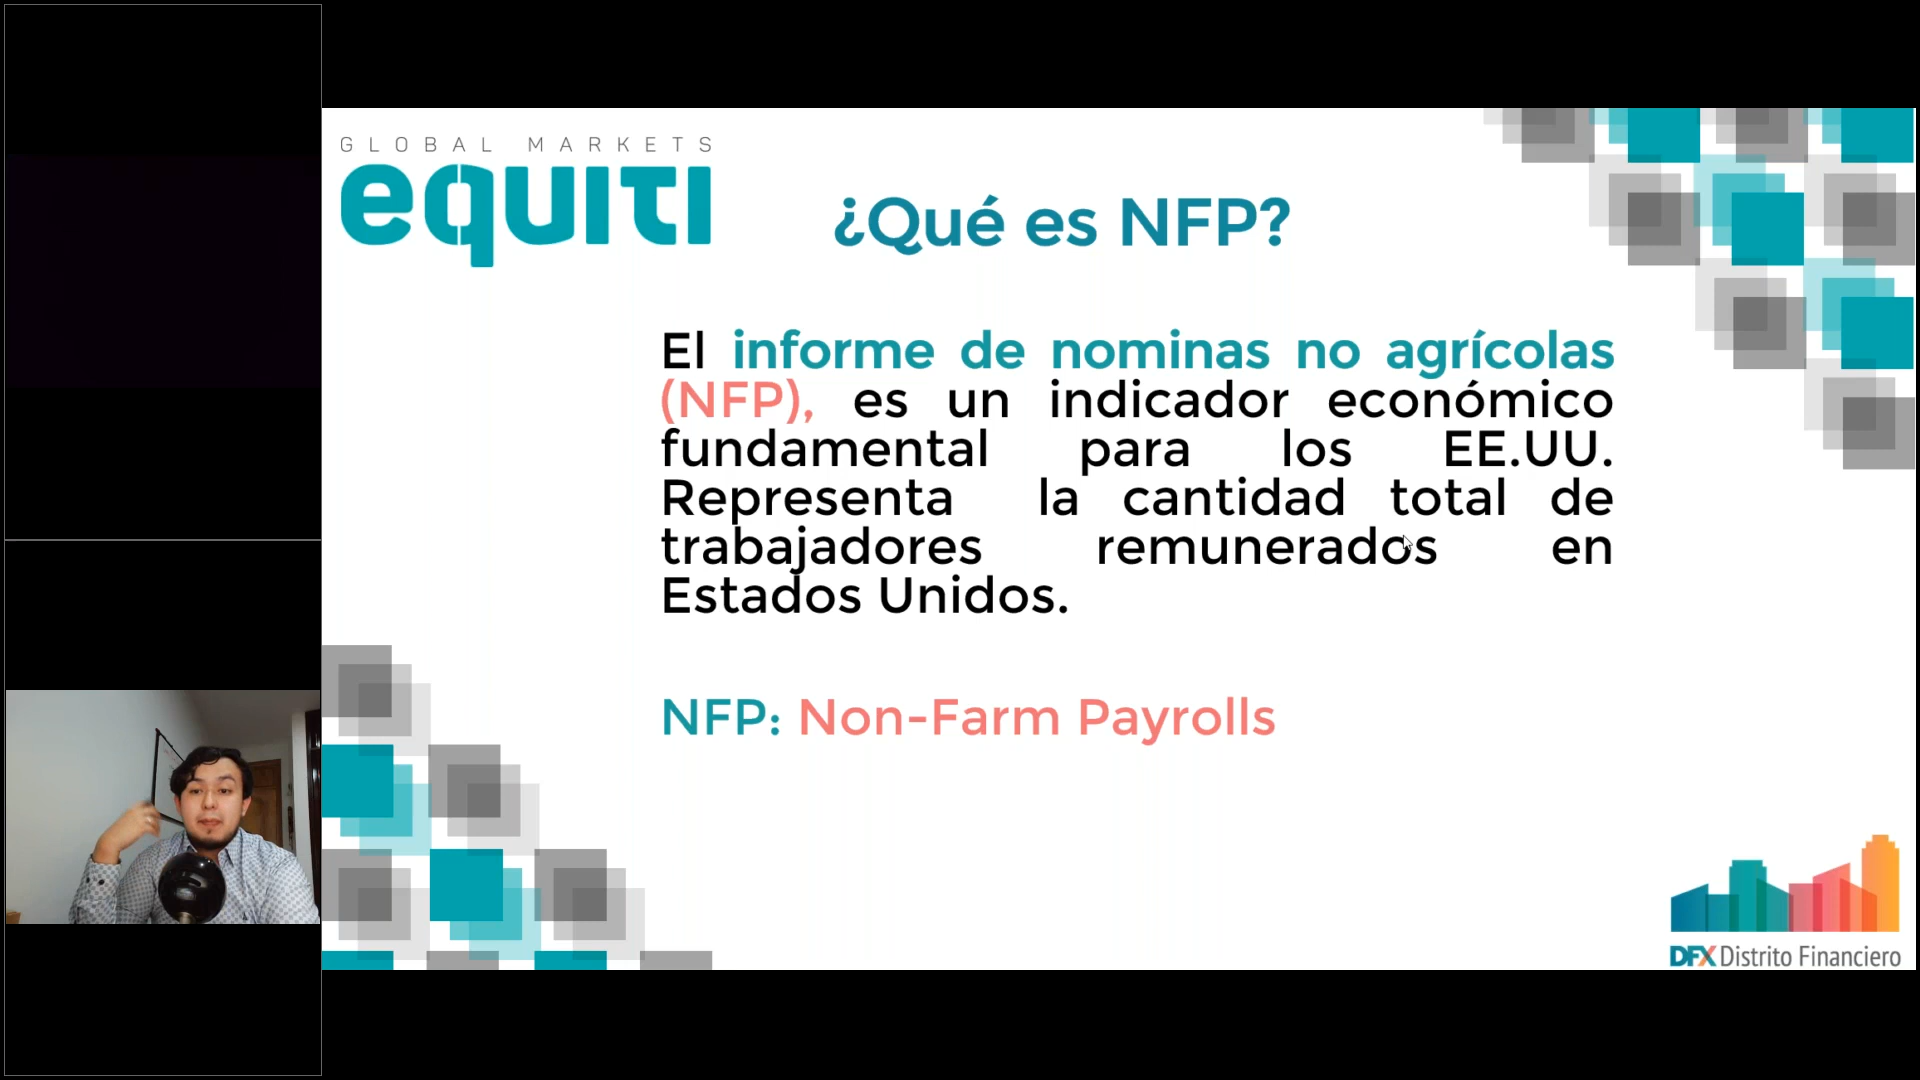 GLOBAL MARKETS
equiti
¿Qué es NFP?
El informe de nominas no agrícolas
(NFP), es un indicador económico
fundamental para los EE.UU.
Representa la cantidad total de
trabajadores remunerados en
Estados Unidos.
NFP: Non-Farm Payrolls
DFX Distrito Financiero